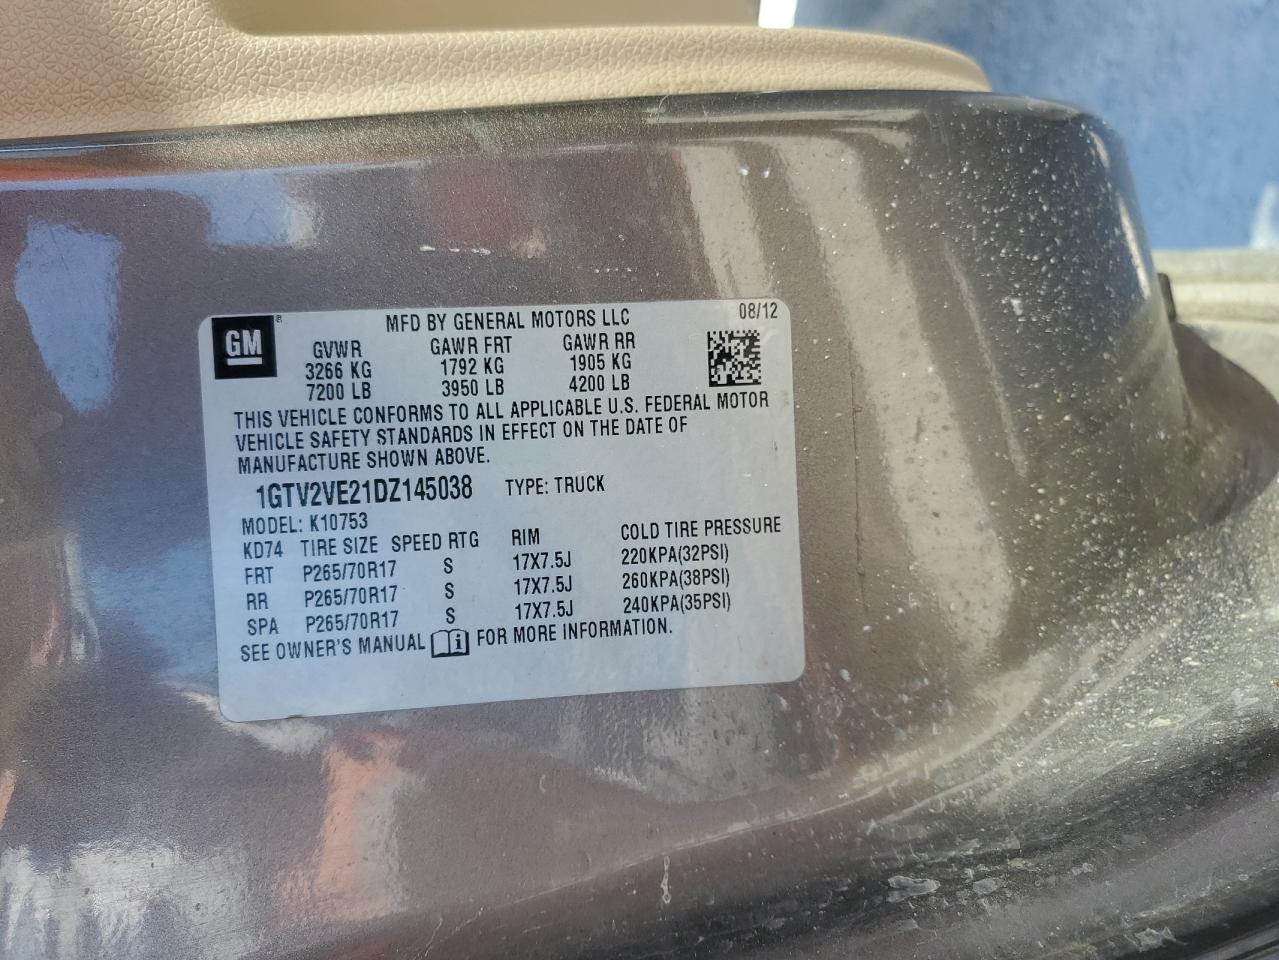 GM ®
MFD BY GENERAL MOTORS LLC 08/12
GVWR GAWR FRT GAWR RR
3266 KG 1792 KG 1905 KG
7200 LB 3950 LB 4200 LB
THIS VEHICLE CONFORMS TO ALL APPLICABLE U.S. FEDERAL MOTOR
VEHICLE SAFETY STANDARDS IN EFFECT ON THE DATE OF
MANUFACTURE SHOWN ABOVE.
1GTV2VE21DZ145038 TYPE: TRUCK
MODEL: K10753
KD74 TIRE SIZE SPEED RTG RIM COLD TIRE PRESSURE
FRT P265/70R17 S 17X7.5J 220KPA(32PSI)
RR P265/70R17 S 17X7.5J 260KPA(38PSI)
SPA P265/70R17 S 17X7.5J 240KPA(35PSI)
SEE OWNER'S MANUAL FOR MORE INFORMATION.